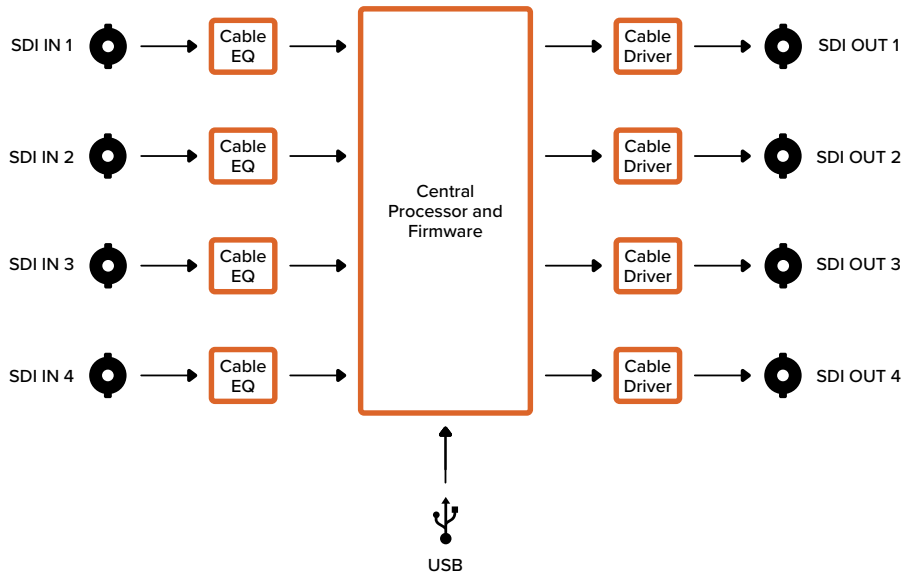 SDI IN 1
Cable
EQ
Cable
Driver
SDI OUT 1
SDI IN 2
Cable
EQ
Cable
Driver
SDI OUT 2
Central
Processor and
Firmware
SDI IN 3
Cable
EQ
Cable
Driver
SDI OUT 3
SDI IN 4
Cable
EQ
Cable
Driver
SDI OUT 4
USB